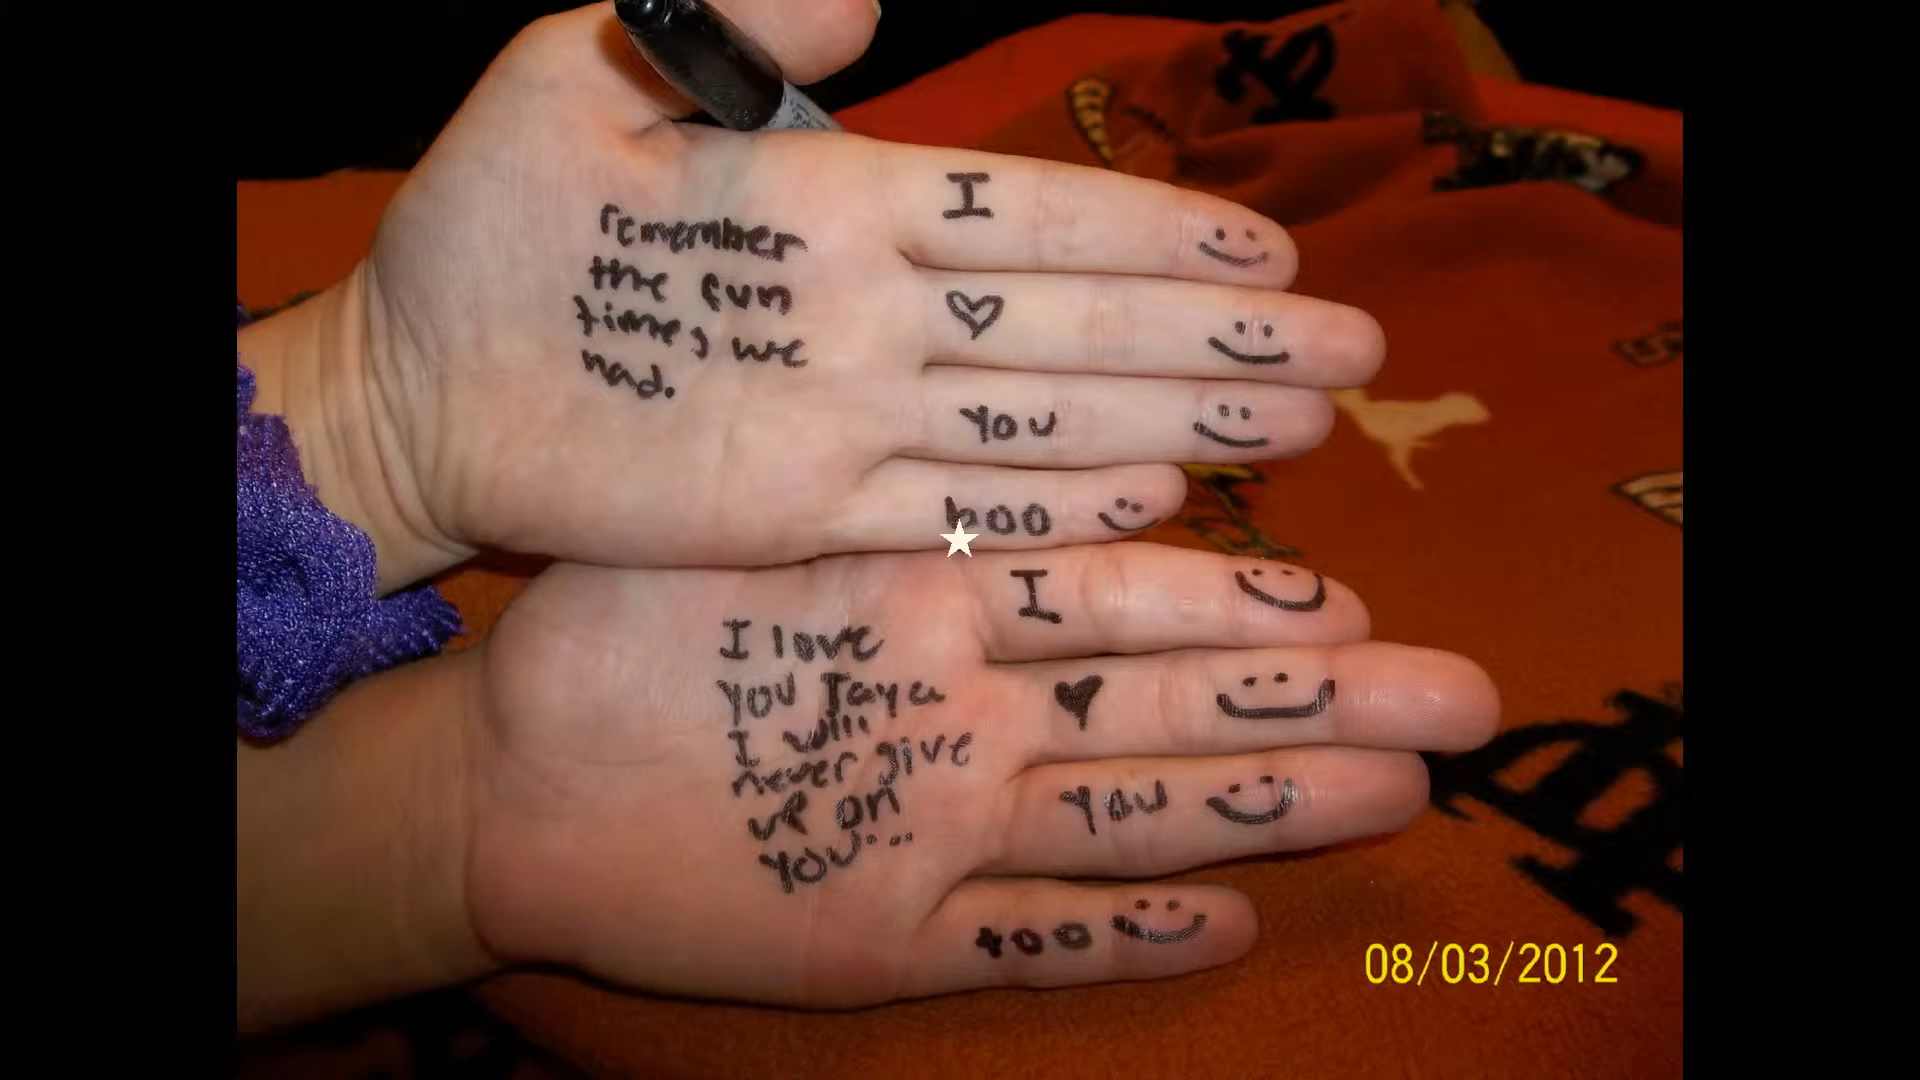 remember
the fun
times we
had.
I
♡
You
boo
I love
you Taya
I will
never give
up on
you...
I
♥
you
too
08/03/2012